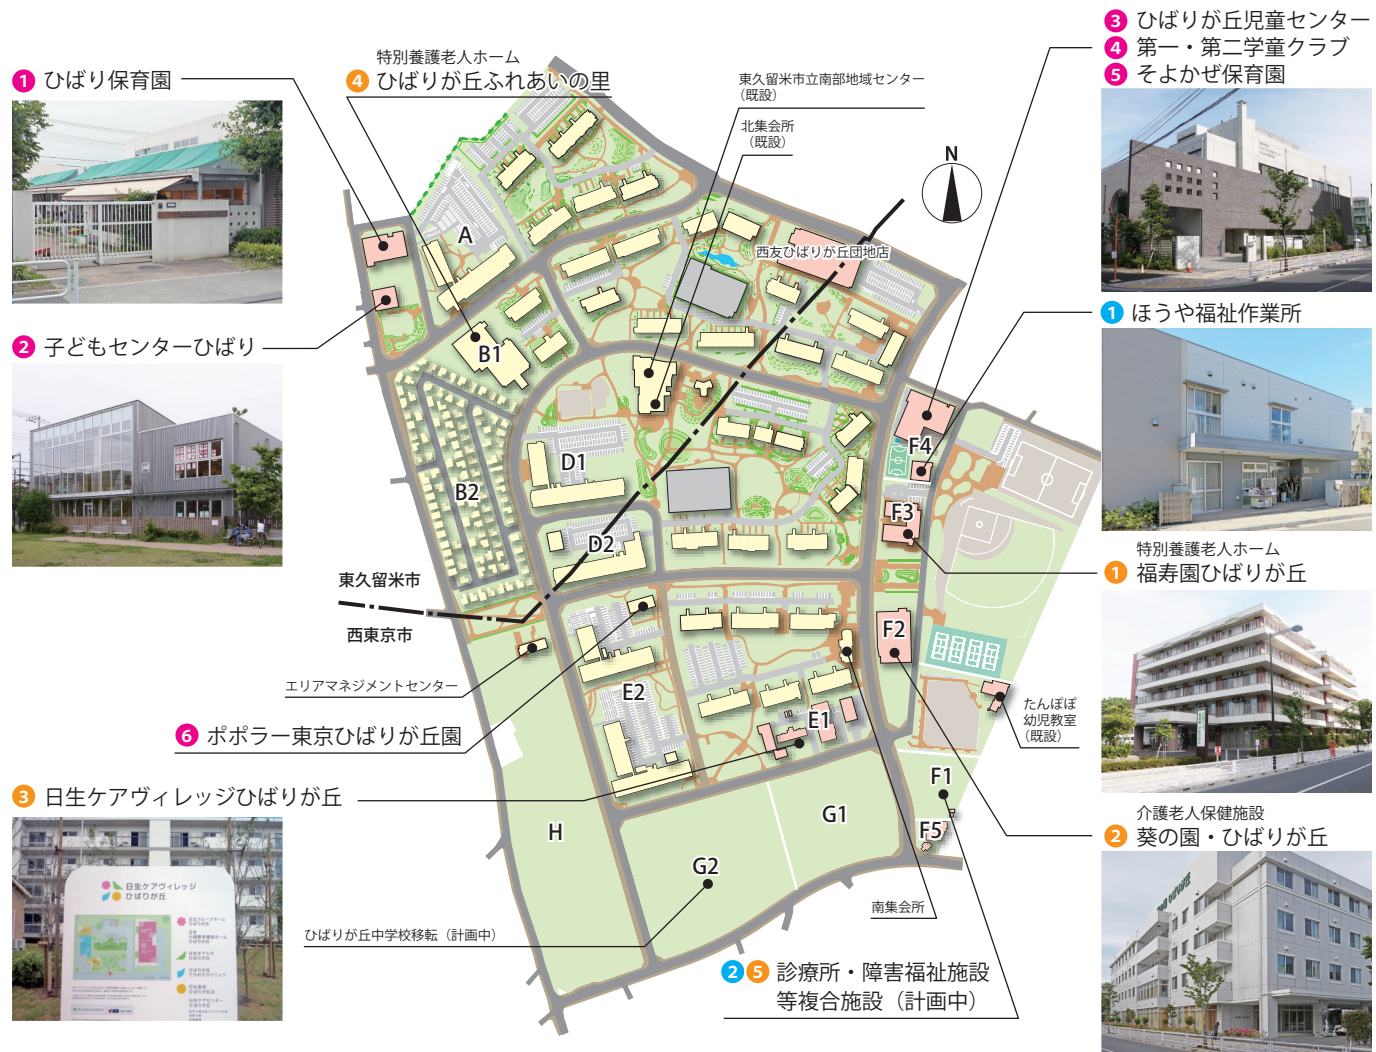 ❶ ひばり保育園
❷ 子どもセンターひばり
特別養護老人ホーム
❹ ひばりが丘ふれあいの里
東久留米市立南部地域センター
（既設）
北集会所
（既設）
N
西友ひばりが丘団地店
❸ ひばりが丘児童センター
❹ 第一・第二学童クラブ
❺ そよかぜ保育園
❶ ほうや福祉作業所
特別養護老人ホーム
❶ 福寿園ひばりが丘
介護老人保健施設
❷ 葵の園・ひばりが丘
A
B1
B2
D1
D2
F4
F3
F2
E2
E1
F1
F5
G1
G2
H
東久留米市
西東京市
エリアマネジメントセンター
❻ ポポラー東京ひばりが丘園
❸ 日生ケアヴィレッジひばりが丘
たんぽぽ
幼児教室
（既設）
ひばりが丘中学校移転（計画中）
南集会所
❷❺ 診療所・障害福祉施設
等複合施設（計画中）
日生ケアヴィレッジ
ひばりが丘